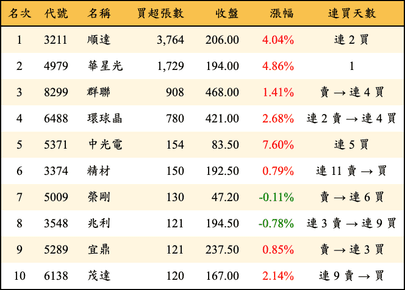 名次 代號 名稱 買超張數 收盤 漲幅 連買天數
1 3211 順達 3,764 206.00 4.04% 連 2 買
2 4979 華星光 1,729 194.00 4.86% 1
3 8299 群聯 908 468.00 1.41% 賣 → 連 4 買
4 6488 環球晶 780 421.00 2.68% 連 2 賣 → 連 4 買
5 5371 中光電 154 83.50 7.60% 連 5 買
6 3374 精材 150 192.50 0.79% 連 11 賣 → 買
7 5009 榮剛 130 47.20 -0.11% 賣 → 連 6 買
8 3548 兆利 121 194.50 -0.78% 連 3 賣 → 連 9 買
9 5289 宜鼎 121 237.50 0.85% 賣 → 連 3 買
10 6138 茂達 120 167.00 2.14% 連 9 賣 → 買